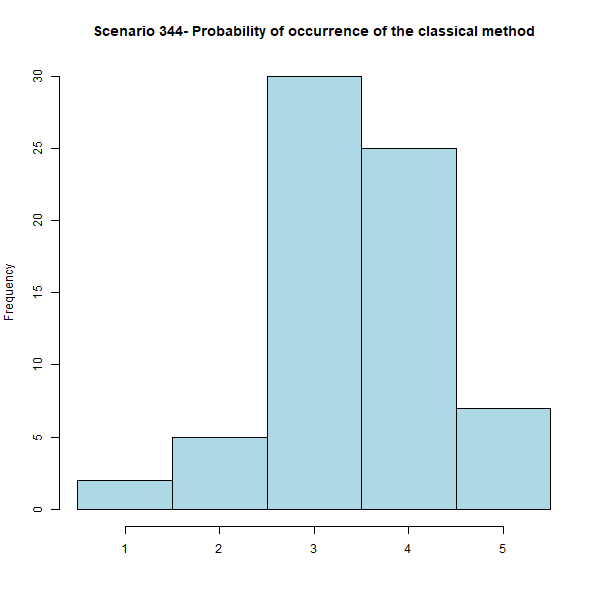 Scenario 344- Probability of occurrence of the classical method
Frequency
30
25
20
15
10
5
0
1 2 3 4 5